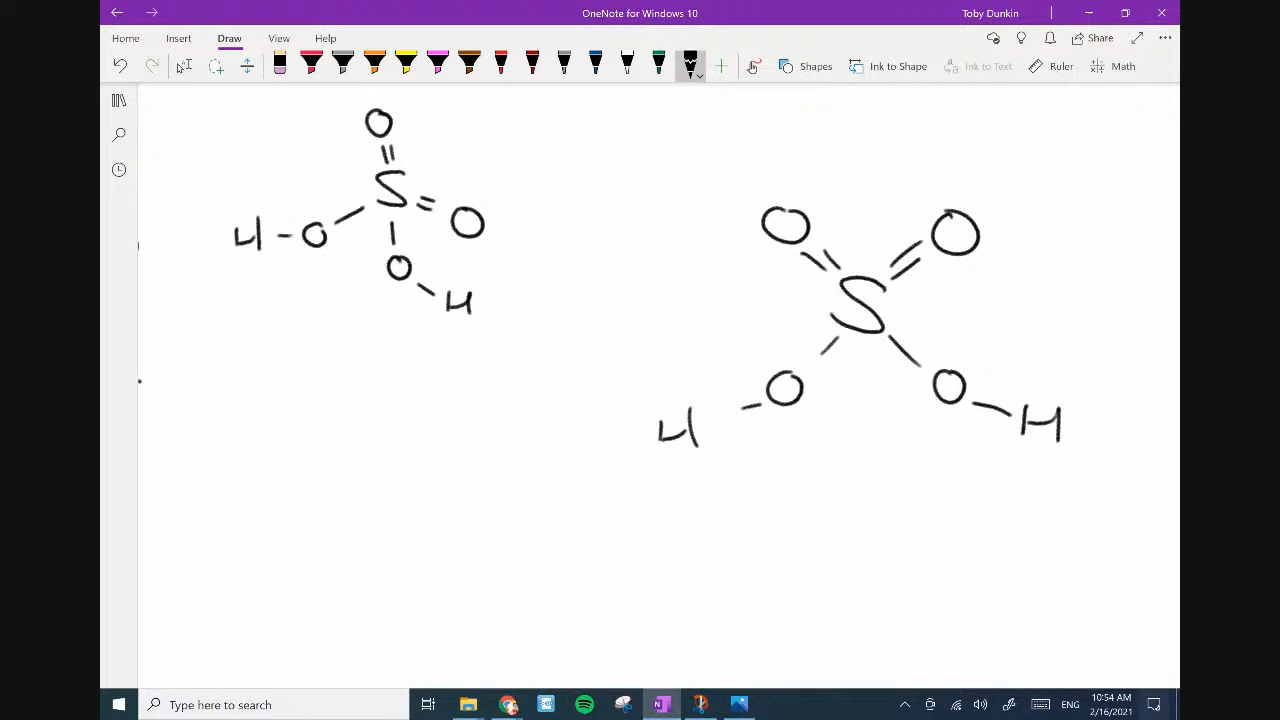 OneNote for Windows 10
Toby Dunkin
Home Insert Draw View Help
Share
Shapes
Ink to Shape
Ink to Text
Ruler
Math
O
S
O
H O
O
H
O O
S
O O
H H
Type here to search
ENG
10:54 AM
2/16/2021